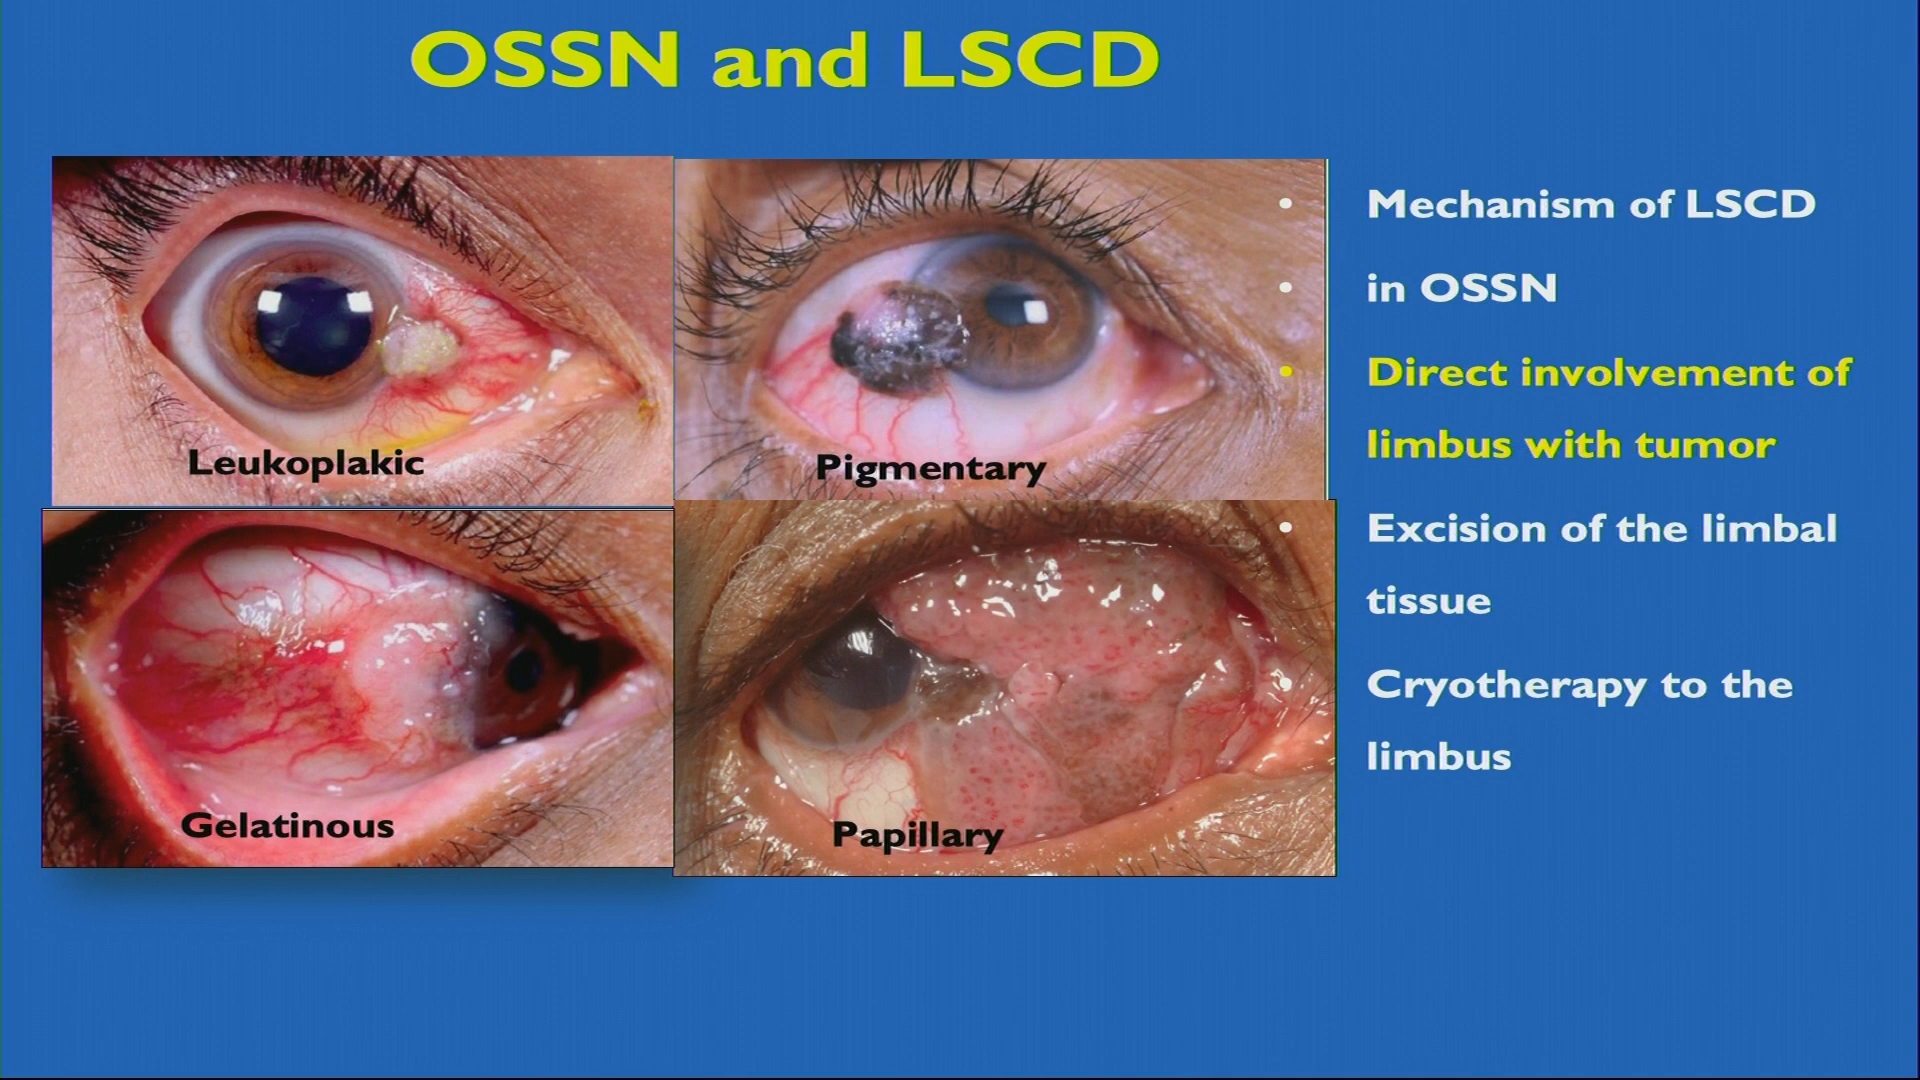 OSSN and LSCD
Leukoplakic
Pigmentary
Gelatinous
Papillary
• Mechanism of LSCD
• in OSSN
• Direct involvement of
limbus with tumor
• Excision of the limbal
tissue
• Cryotherapy to the
limbus